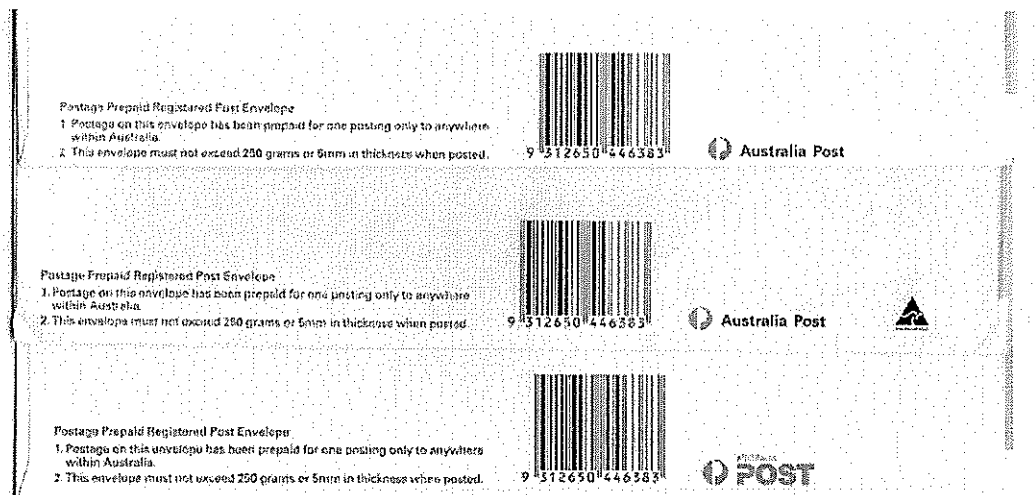 Postage Prepaid Registered Post Envelope
1 Postage on this envelope has been prepaid for one posting only to anywhere
within Australia.
2 This envelope must not exceed 250 grams or 5mm in thickness when posted.
9 312650 446383
Australia Post
Postage Prepaid Registered Post Envelope
1. Postage on this envelope has been prepaid for one posting only to anywhere
within Australia.
2. This envelope must not exceed 250 grams or 5mm in thickness when posted.
9 312650 446383
Australia Post
Postage Prepaid Registered Post Envelope
1. Postage on this envelope has been prepaid for one posting only to anywhere
within Australia.
2. This envelope must not exceed 250 grams or 5mm in thickness when posted.
9 312650 446383
POST